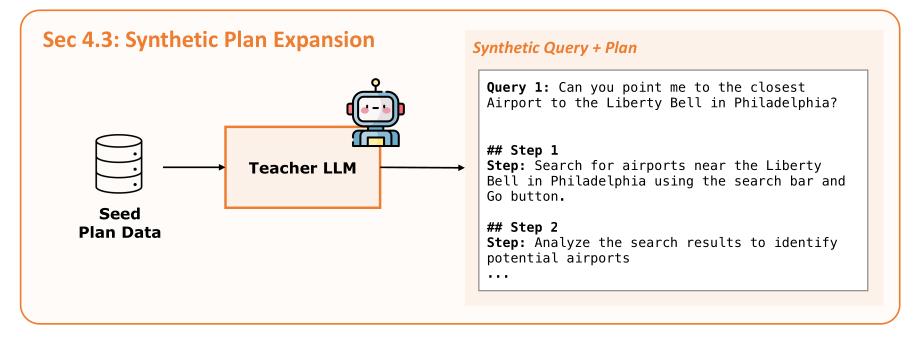 Sec 4.3: Synthetic Plan Expansion
Seed
Plan Data
Teacher LLM
Synthetic Query + Plan
Query 1: Can you point me to the closest
Airport to the Liberty Bell in Philadelphia?
## Step 1
Step: Search for airports near the Liberty
Bell in Philadelphia using the search bar and
Go button.
## Step 2
Step: Analyze the search results to identify
potential airports
...